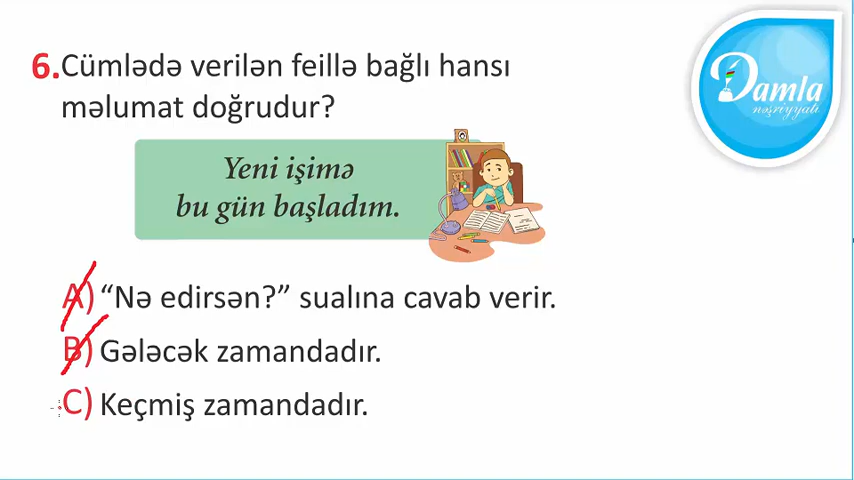 6. Cümlədə verilən feillə bağlı hansı
məlumat doğrudur?
Damla
nəşriyyatı
Yeni işimə
bu gün başladım.
A) “Nə edirsən?” sualına cavab verir.
B) Gələcək zamandadır.
C) Keçmiş zamandadır.